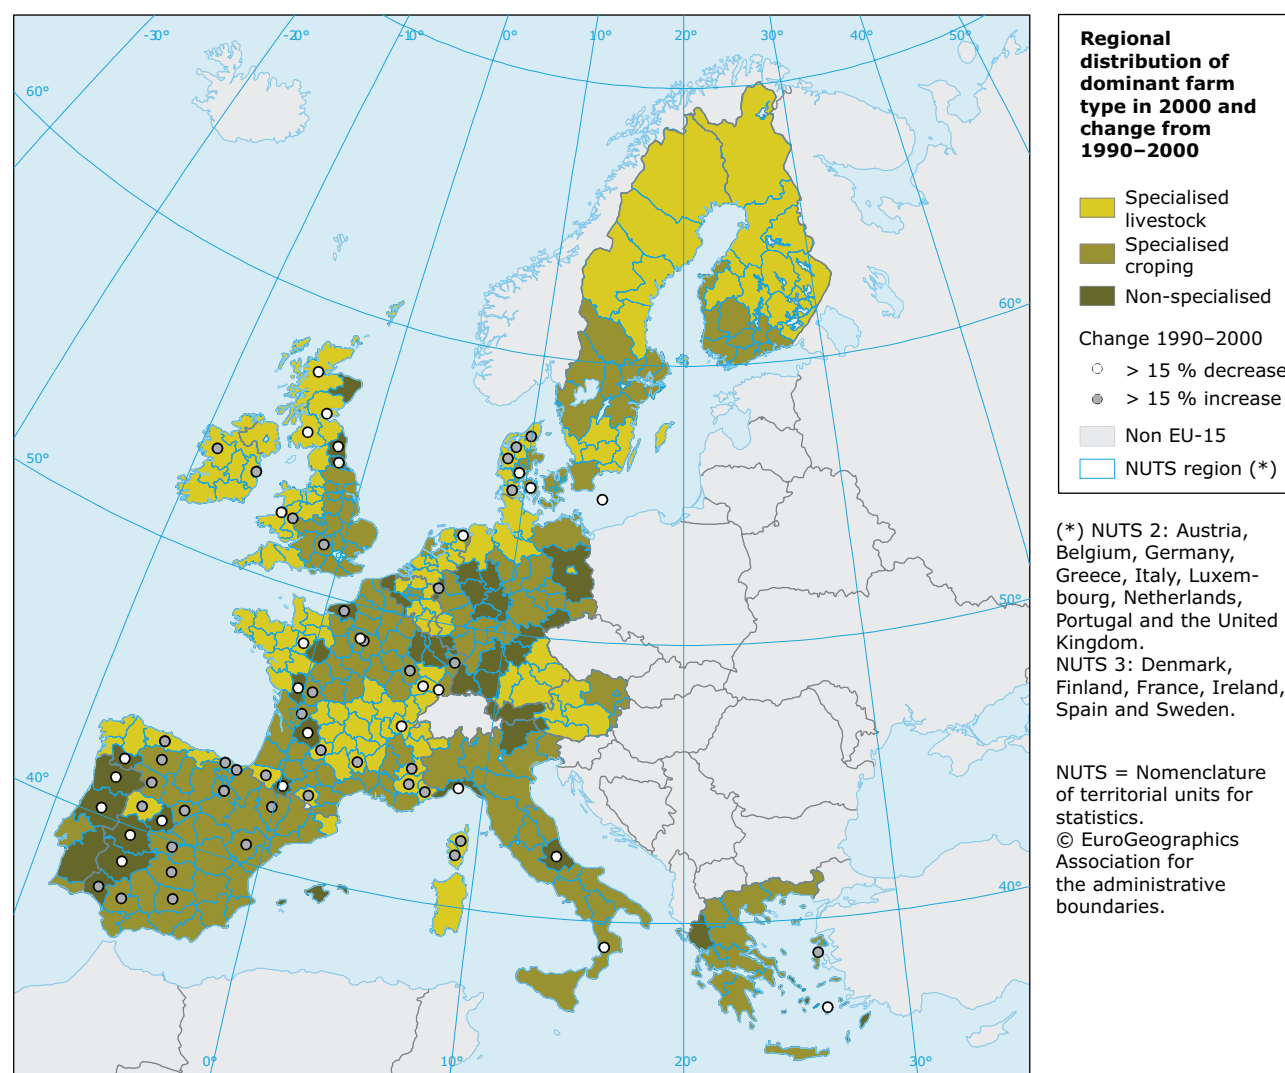 -30°
-20°
-10°
0°
10°
20°
30°
40°
50°
60°
60°
50°
50°
40°
40°
0°
10°
20°
30°
Regional
distribution of
dominant farm
type in 2000 and
change from
1990–2000
Specialised
livestock
Specialised
croping
Non-specialised
Change 1990–2000
> 15 % decrease
> 15 % increase
Non EU-15
NUTS region (*)
(*) NUTS 2: Austria,
Belgium, Germany,
Greece, Italy, Luxem-
bourg, Netherlands,
Portugal and the United
Kingdom.
NUTS 3: Denmark,
Finland, France, Ireland,
Spain and Sweden.
NUTS = Nomenclature
of territorial units for
statistics.
© EuroGeographics
Association for
the administrative
boundaries.